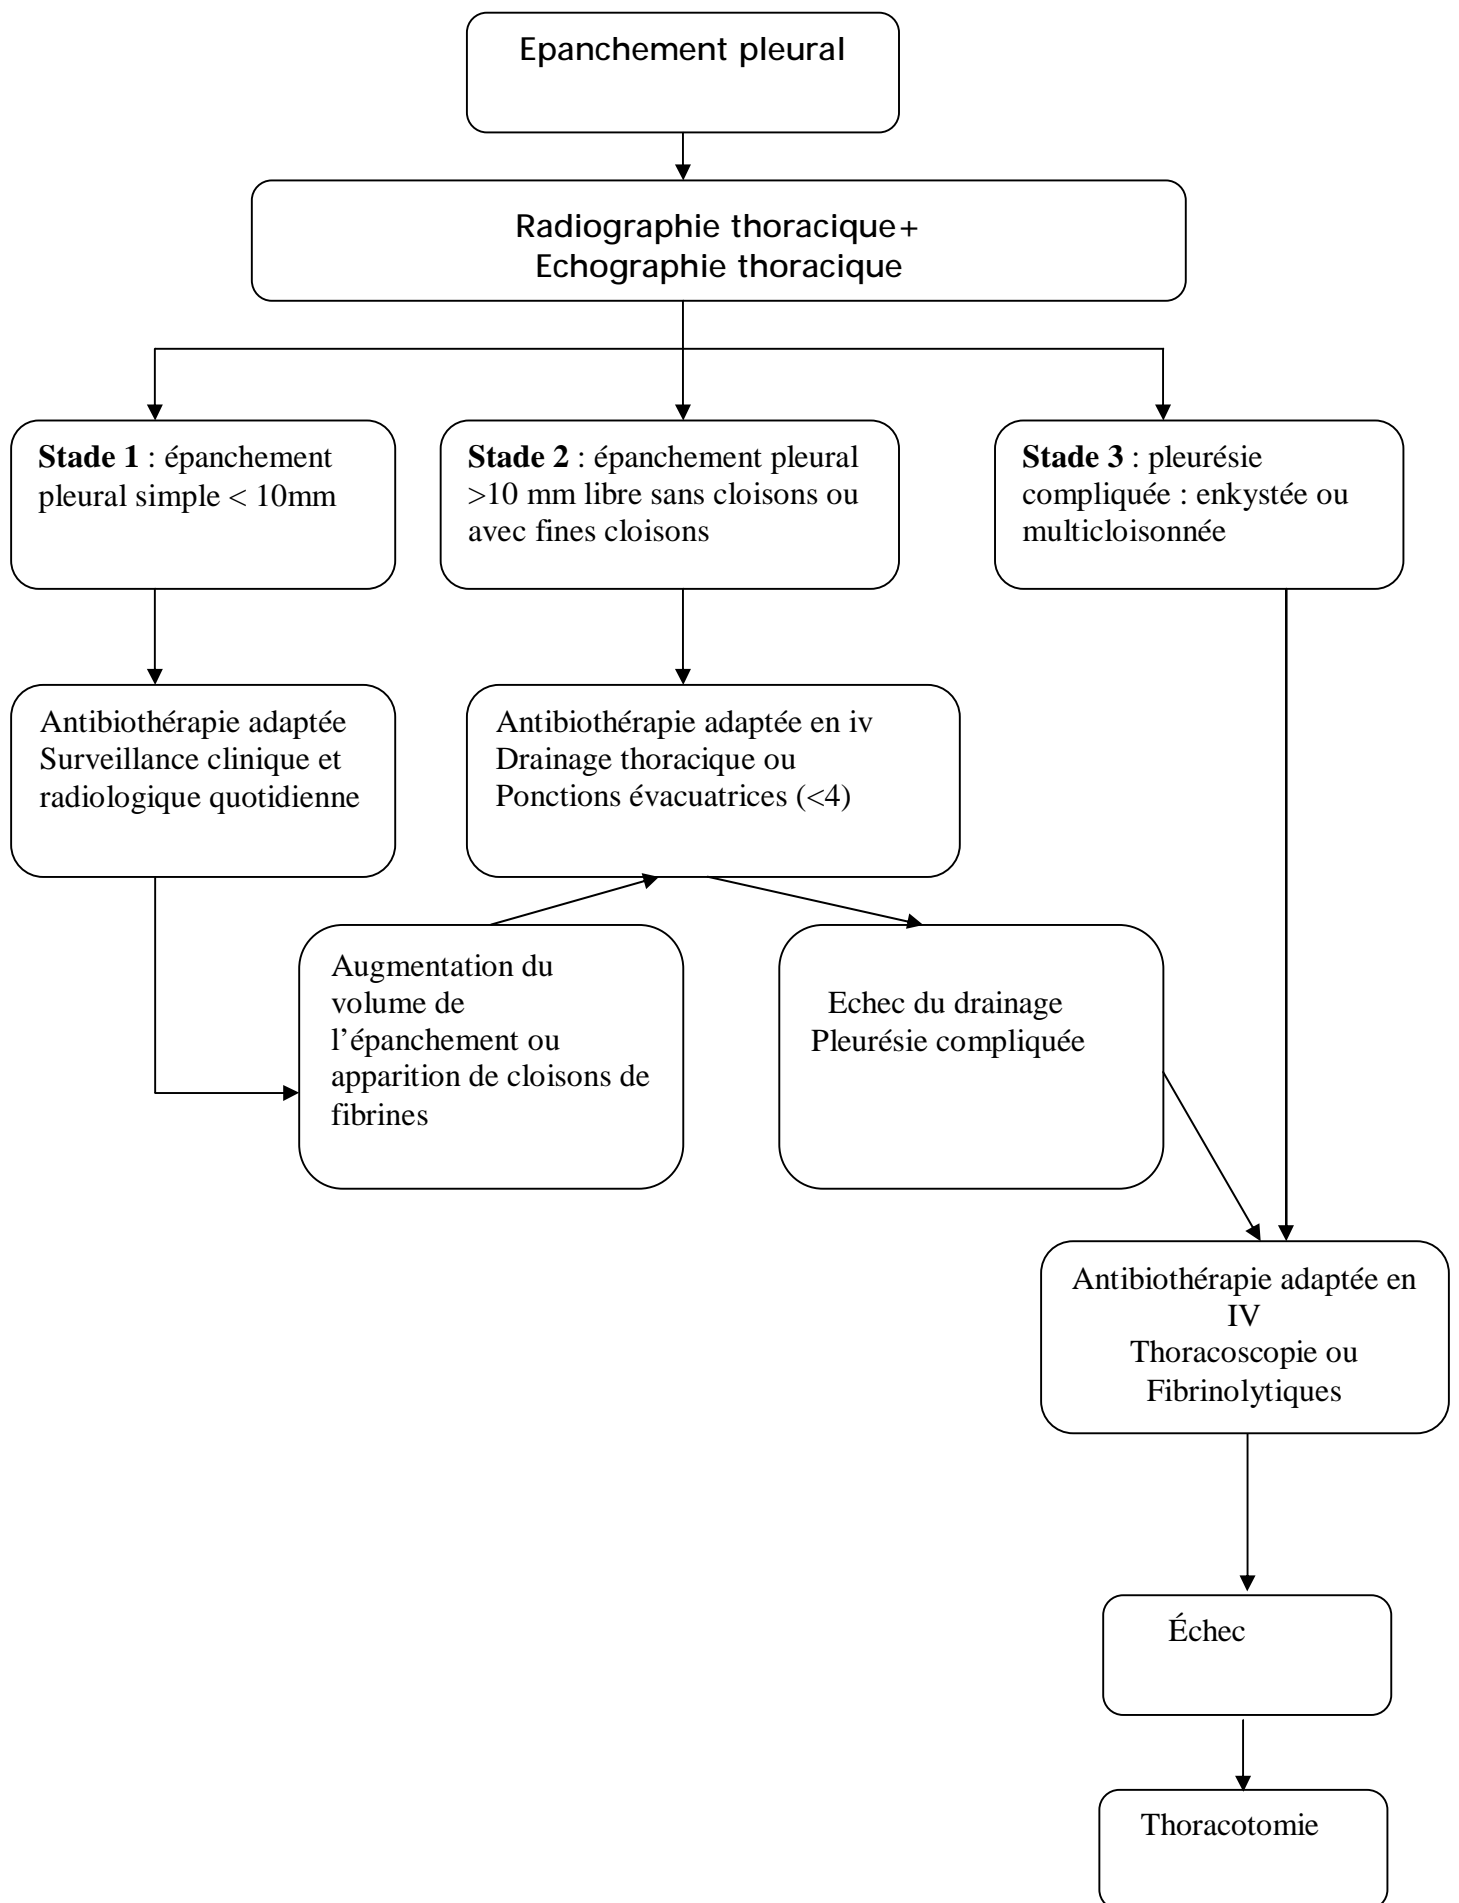 Epanchement pleural
Radiographie thoracique+
Echographie thoracique
Stade 1 : épanchement
pleural simple < 10mm
Stade 2 : épanchement pleural
>10 mm libre sans cloisons ou
avec fines cloisons
Stade 3 : pleurésie
compliquée : enkystée ou
multicloisonnée
Antibiothérapie adaptée
Surveillance clinique et
radiologique quotidienne
Antibiothérapie adaptée en iv
Drainage thoracique ou
Ponctions évacuatrices (<4)
Augmentation du
volume de
l’épanchement ou
apparition de cloisons de
fibrines
Echec du drainage
Pleurésie compliquée
Antibiothérapie adaptée en
IV
Thoracoscopie ou
Fibrinolytiques
Échec
Thoracotomie